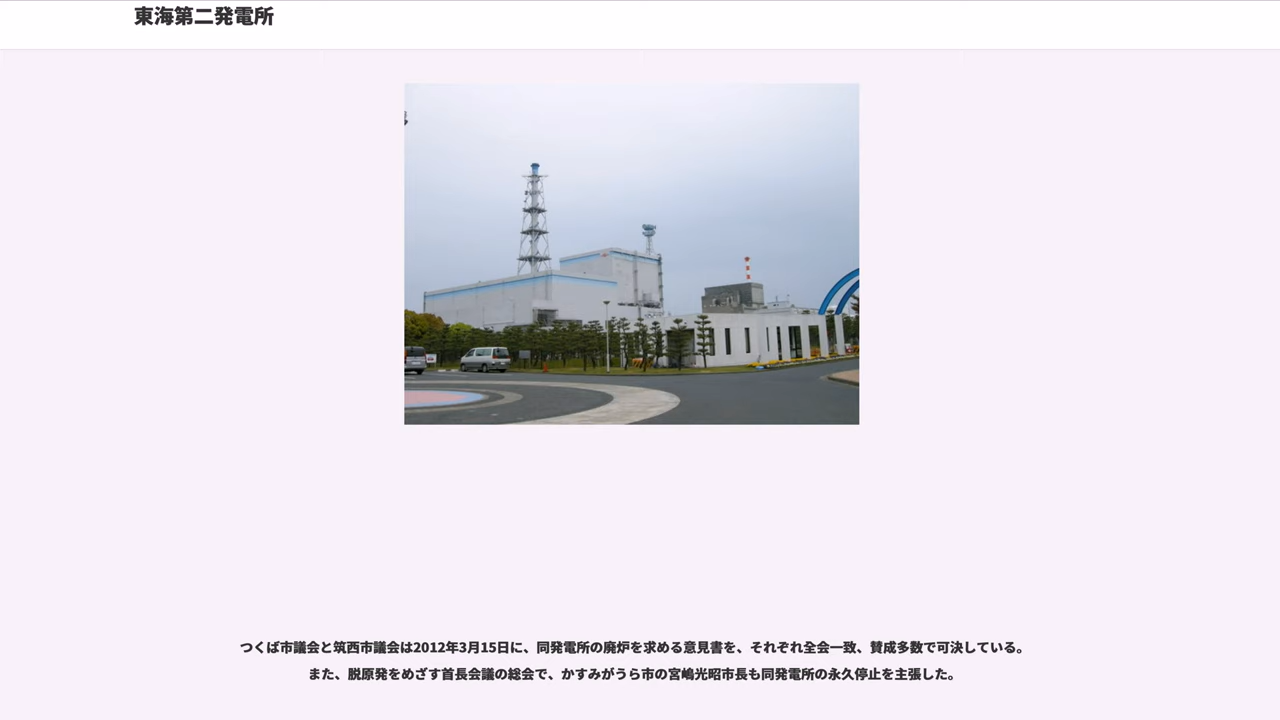 東海第二発電所
つくば市議会と筑西市議会は2012年3月15日に、同発電所の廃炉を求める意見書を、それぞれ全会一致、賛成多数で可決している。
また、脱原発をめざす首長会議の総会で、かすみがうら市の宮嶋光昭市長も同発電所の永久停止を主張した。